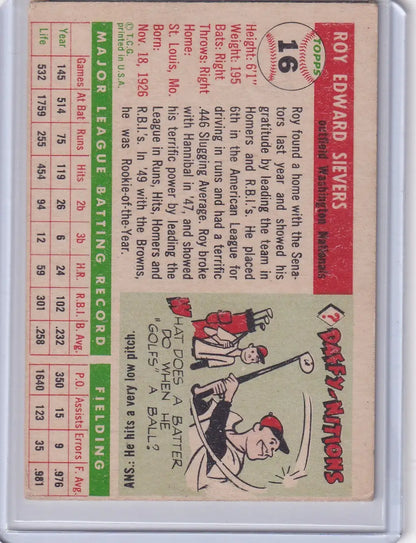 TOPPS
16
ROY EDWARD SIEVERS
outfield Washington Nationals
Height: 6'1"
Weight: 195
Bats: Right
Throws: Right
Home:
St. Louis, Mo.
Born:
Nov. 18, 1926
© T.C.G.
printed in U.S.A.
Roy found a home with the Sena-
tors last year and showed his
gratitude by leading the team in
Homers and R.B.I.'s. He placed
6th in the American League for
driving in runs and had a terrific
.446 Slugging Average. Roy broke
with Hannibal in '47, and showed
his terrific power by leading the
League in Runs, Hits, Homers and
R.B.I.'s. In '49 with the Browns,
he was Rookie-of-the-Year.
? DAFFY-NITIONS
WHAT DOES A BATTER
DO WHEN HE
"GOLFS" A BALL?
ANS.: He hits a very low pitch.
MAJOR LEAGUE BATTING RECORD FIELDING
Games At Bat Runs Hits 2b 3b H.R. R.B.I. B. Avg. P.O. Assists Errors F. Avg.
Year 145 514 75 119 26 6 24 102 .232 350 15 9 .976
Life 532 1759 255 454 94 12 59 301 .258 1640 123 35 .981